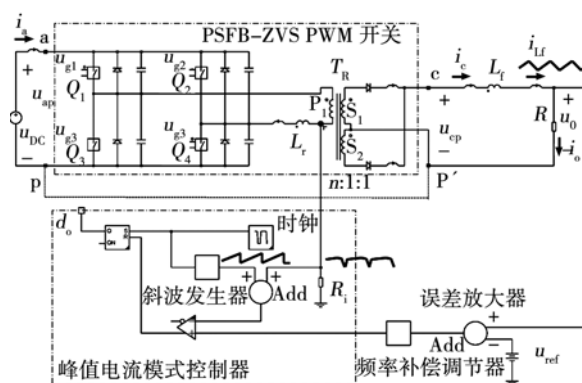 PSFB-ZVS PWM 开关
i_a
a
u_g1
Q_1
u_g2
Q_2
T_R
c
i_c
L_f
i_Lf
+
u_ap
−
u_DC
P_1
S_1
S_2
+
u_cp
−
R
u_0
i_o
u_g3
Q_3
u_g4
Q_4
L_r
n:1:1
p
P′
d_o
时钟
斜波发生器
+
+
Add
R_i
误差放大器
+
−
Add
u_ref
频率补偿调节器
峰值电流模式控制器